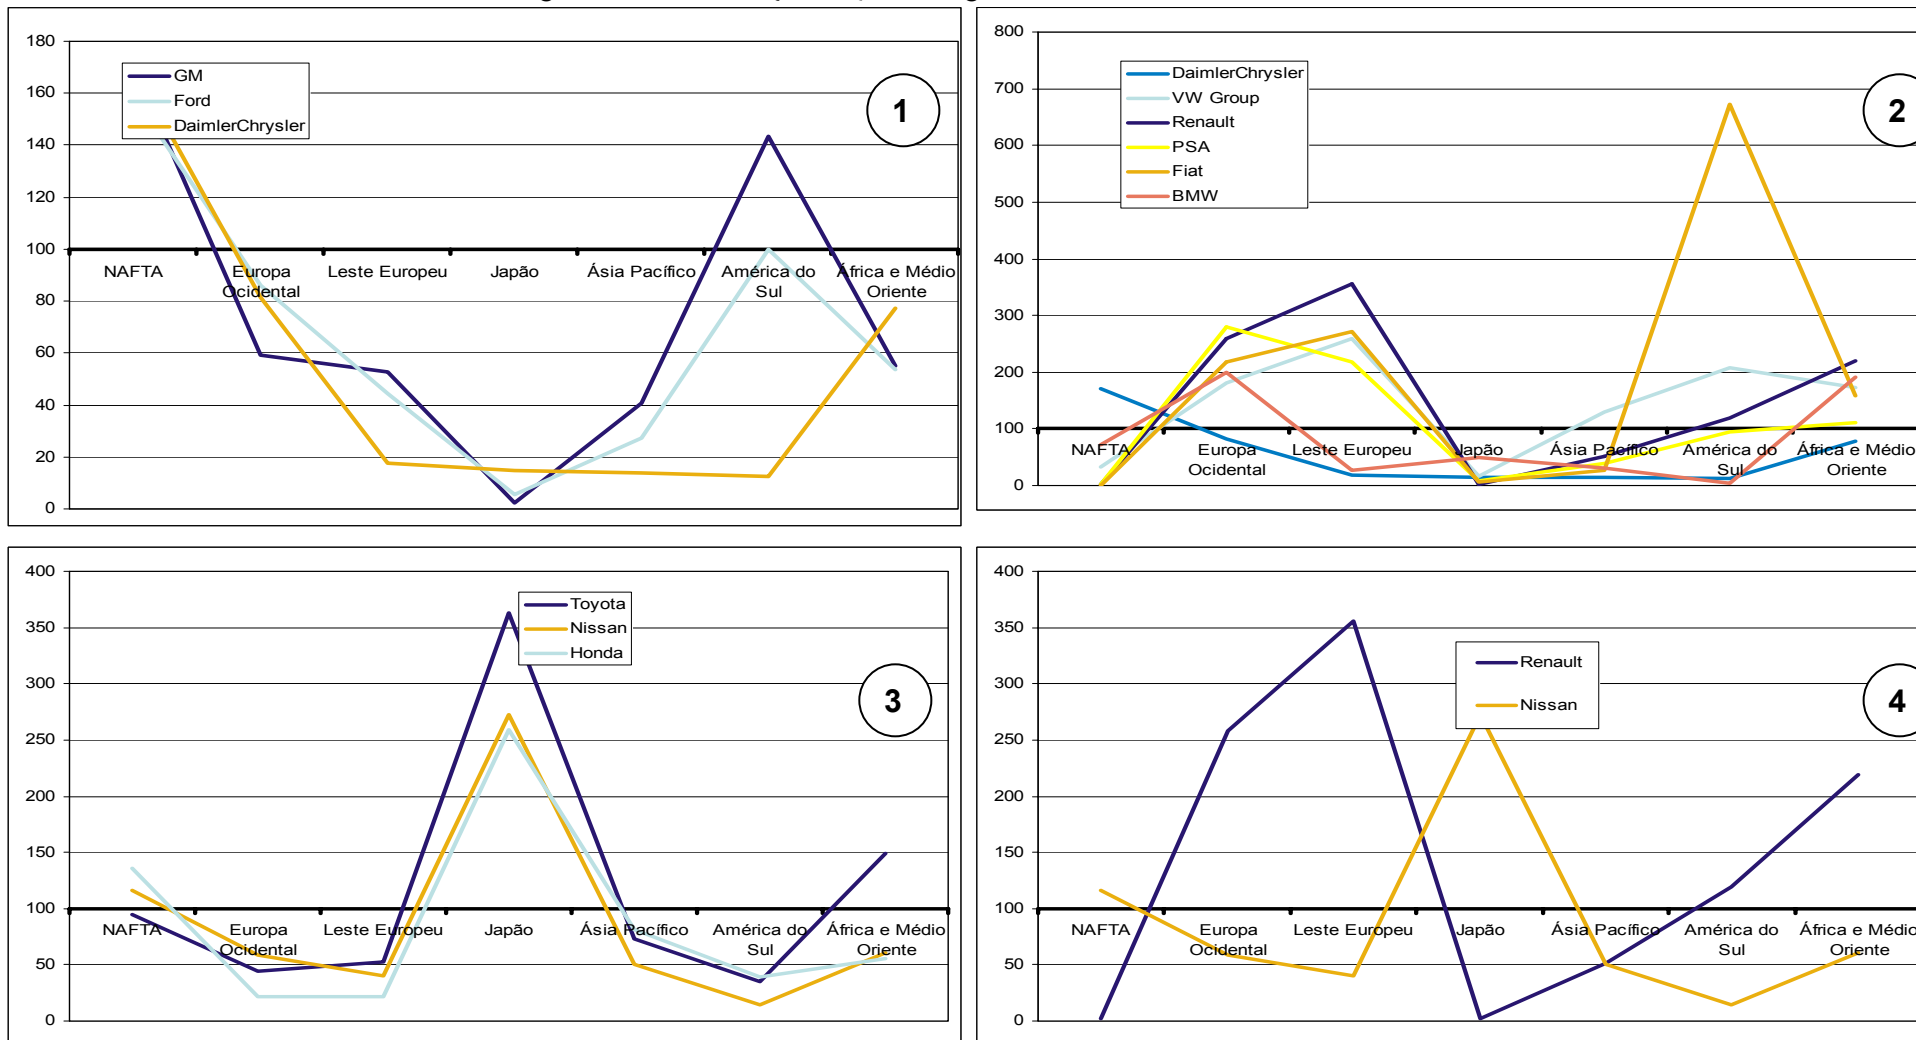 180
160
140
120
100
80
60
40
20
0
GM
Ford
DaimlerChrysler
1
NAFTA
Europa
Ocidental
Leste Europeu
Japão
Ásia Pacífico
América do
Sul
África e Médio
Oriente
800
700
600
500
400
300
200
100
0
DaimlerChrysler
VW Group
Renault
PSA
Fiat
BMW
2
NAFTA
Europa
Ocidental
Leste Europeu
Japão
Ásia Pacífico
América do
Sul
África e Médio
Oriente
400
350
300
250
200
150
100
50
0
Toyota
Nissan
Honda
3
NAFTA
Europa
Ocidental
Leste Europeu
Japão
Ásia Pacífico
América do
Sul
África e Médio
Oriente
400
350
300
250
200
150
100
50
0
Renault
Nissan
4
NAFTA
Europa
Ocidental
Leste Europeu
Japão
Ásia Pacífico
América do
Sul
África e Médio
Oriente